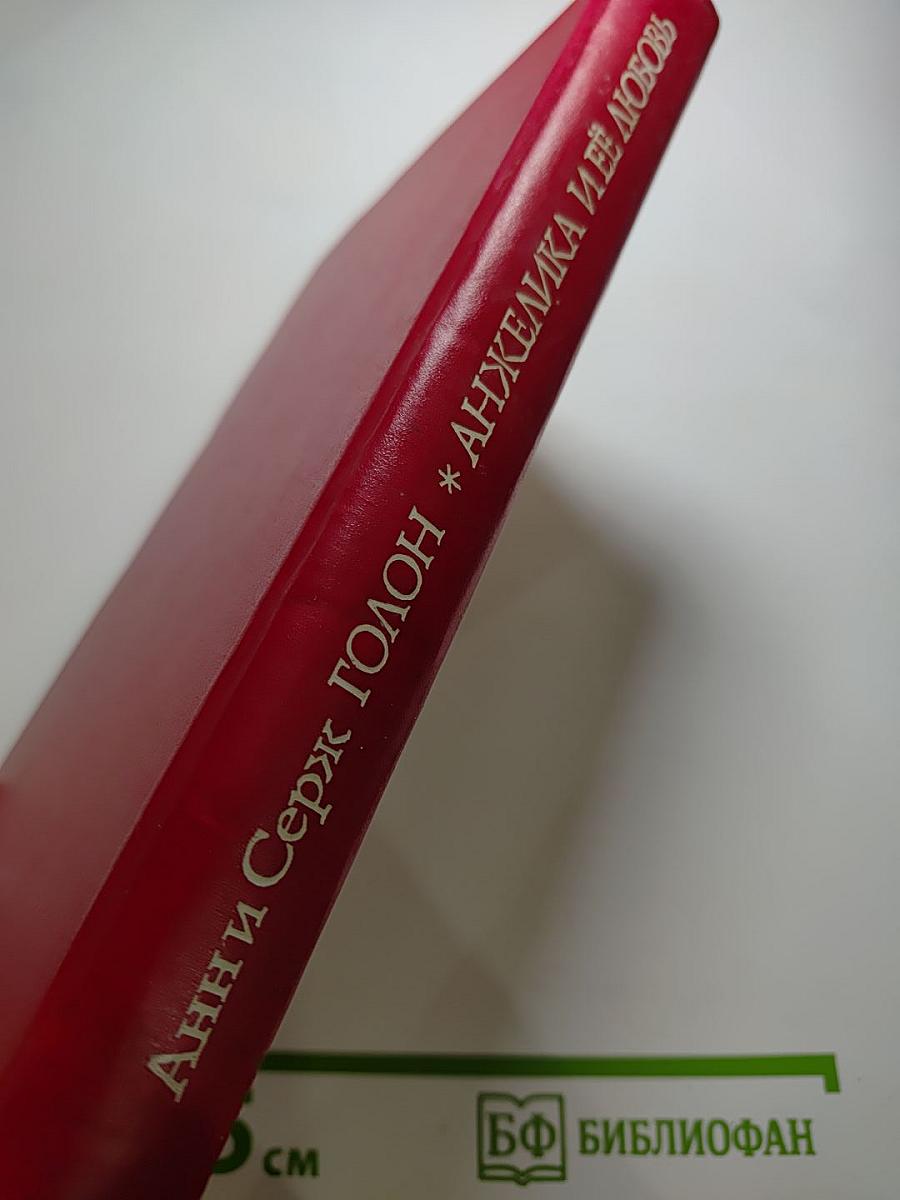 Анн и Серж ГОЛОН * АНЖЕЛИКА И ЕЁ ЛЮБОВЬ
см
БФ БИБЛИОФАН